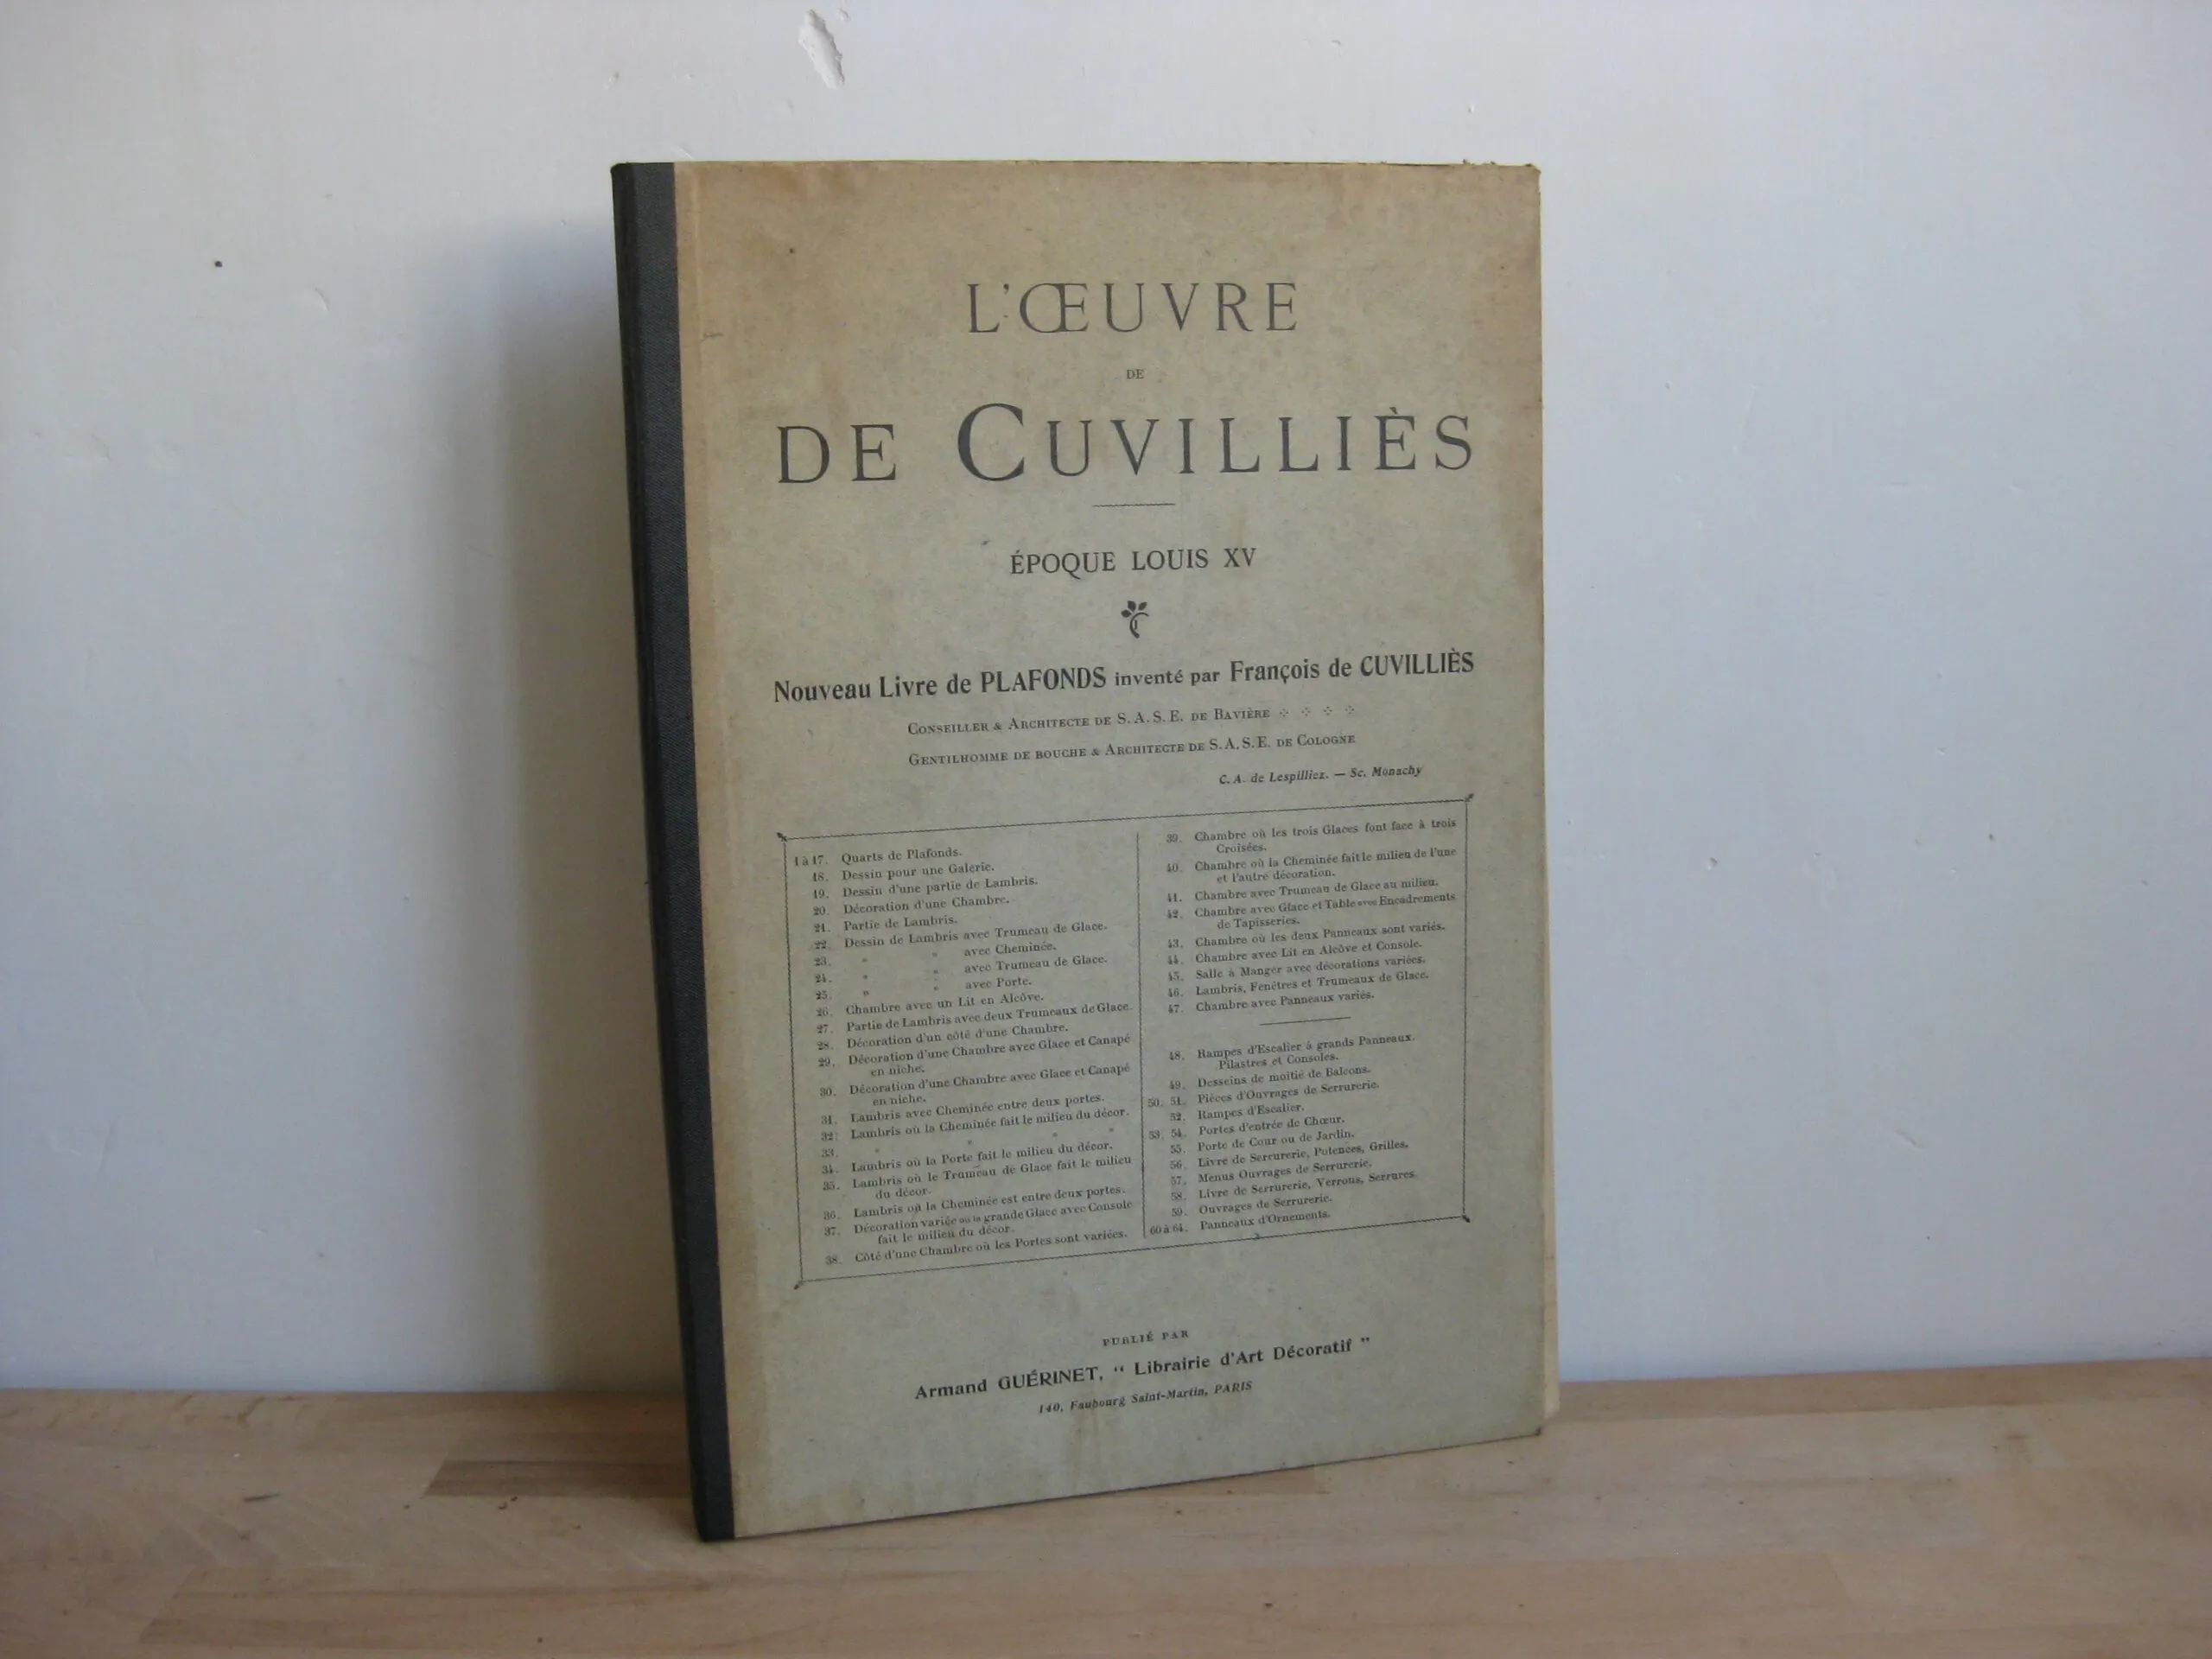 L'ŒUVRE
DE
DE CUVILLIÈS
ÉPOQUE LOUIS XV
Nouveau Livre de PLAFONDS inventé par François de CUVILLIÈS
CONSEILLER & ARCHITECTE DE S. A. S. E. DE BAVIÈRE
GENTILHOMME DE BOUCHE & ARCHITECTE DE S. A. S. E. DE COLOGNE
C. A. de Lespilliez. — Sc. Monachy
1 à 17. Quarts de Plafonds.
18. Dessin pour une Galerie.
19. Dessin d'une partie de Lambris.
20. Décoration d'une Chambre.
21. Partie de Lambris.
22. Dessin de Lambris avec Trumeau de Glace.
23. " " avec Cheminée.
24. " " avec Trumeau de Glace.
25. " " avec Porte.
26. Chambre avec un Lit en Alcôve.
27. Partie de Lambris avec deux Trumeaux de Glace.
28. Décoration d'un côté d'une Chambre.
29. Décoration d'une Chambre avec Glace et Canapé
en niche.
30. Décoration d'une Chambre avec Glace et Canapé
en niche.
31. Lambris avec Cheminée entre deux portes.
32. Lambris où la Cheminée fait le milieu du décor.
33. " " " "
34. Lambris où la Porte fait le milieu du décor.
35. Lambris où le Trumeau de Glace fait le milieu
du décor.
36. Lambris où la Cheminée est entre deux portes.
37. Décoration variée où la grande Glace avec Console
fait le milieu du décor.
38. Côté d'une Chambre où les Portes sont variées.
39. Chambre où les trois Glaces font face à trois
Croisées.
40. Chambre où la Cheminée fait le milieu de l'une
et l'autre décoration.
41. Chambre avec Trumeau de Glace au milieu.
42. Chambre avec Glace et Table avec Encadrements
de Tapisseries.
43. Chambre où les deux Panneaux sont variés.
44. Chambre avec Lit en Alcôve et Console.
45. Salle à Manger avec décorations variées.
46. Lambris, Fenêtres et Trumeaux de Glace.
47. Chambre avec Panneaux variés.
48. Rampes d'Escalier à grands Panneaux.
Pilastres et Consoles.
49. Desseins de moitié de Balcons.
50. 51. Pièces d'Ouvrages de Serrurerie.
52. Rampes d'Escalier.
53. 54. Portes d'entrée de Chœur.
55. Porte de Cour ou de Jardin.
56. Livre de Serrurerie, Potences, Grilles.
57. Menus Ouvrages de Serrurerie.
58. Livre de Serrurerie, Verrous, Serrures.
59. Ouvrages de Serrurerie.
60 à 64. Panneaux d'Ornements.
PUBLIÉ PAR
Armand GUÉRINET, " Librairie d'Art Décoratif "
140, Faubourg Saint-Martin, PARIS